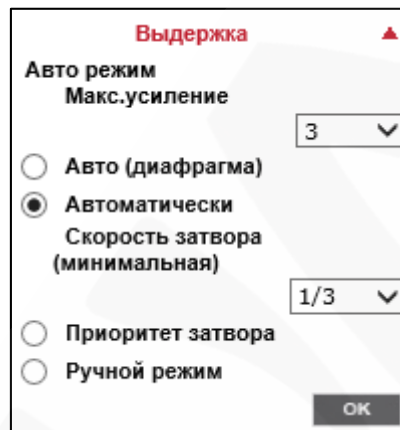 Выдержка
Авто режим
Макс.усиление
3
Авто (диафрагма)
Автоматически
Скорость затвора
(минимальная)
1/3
Приоритет затвора
Ручной режим
OK